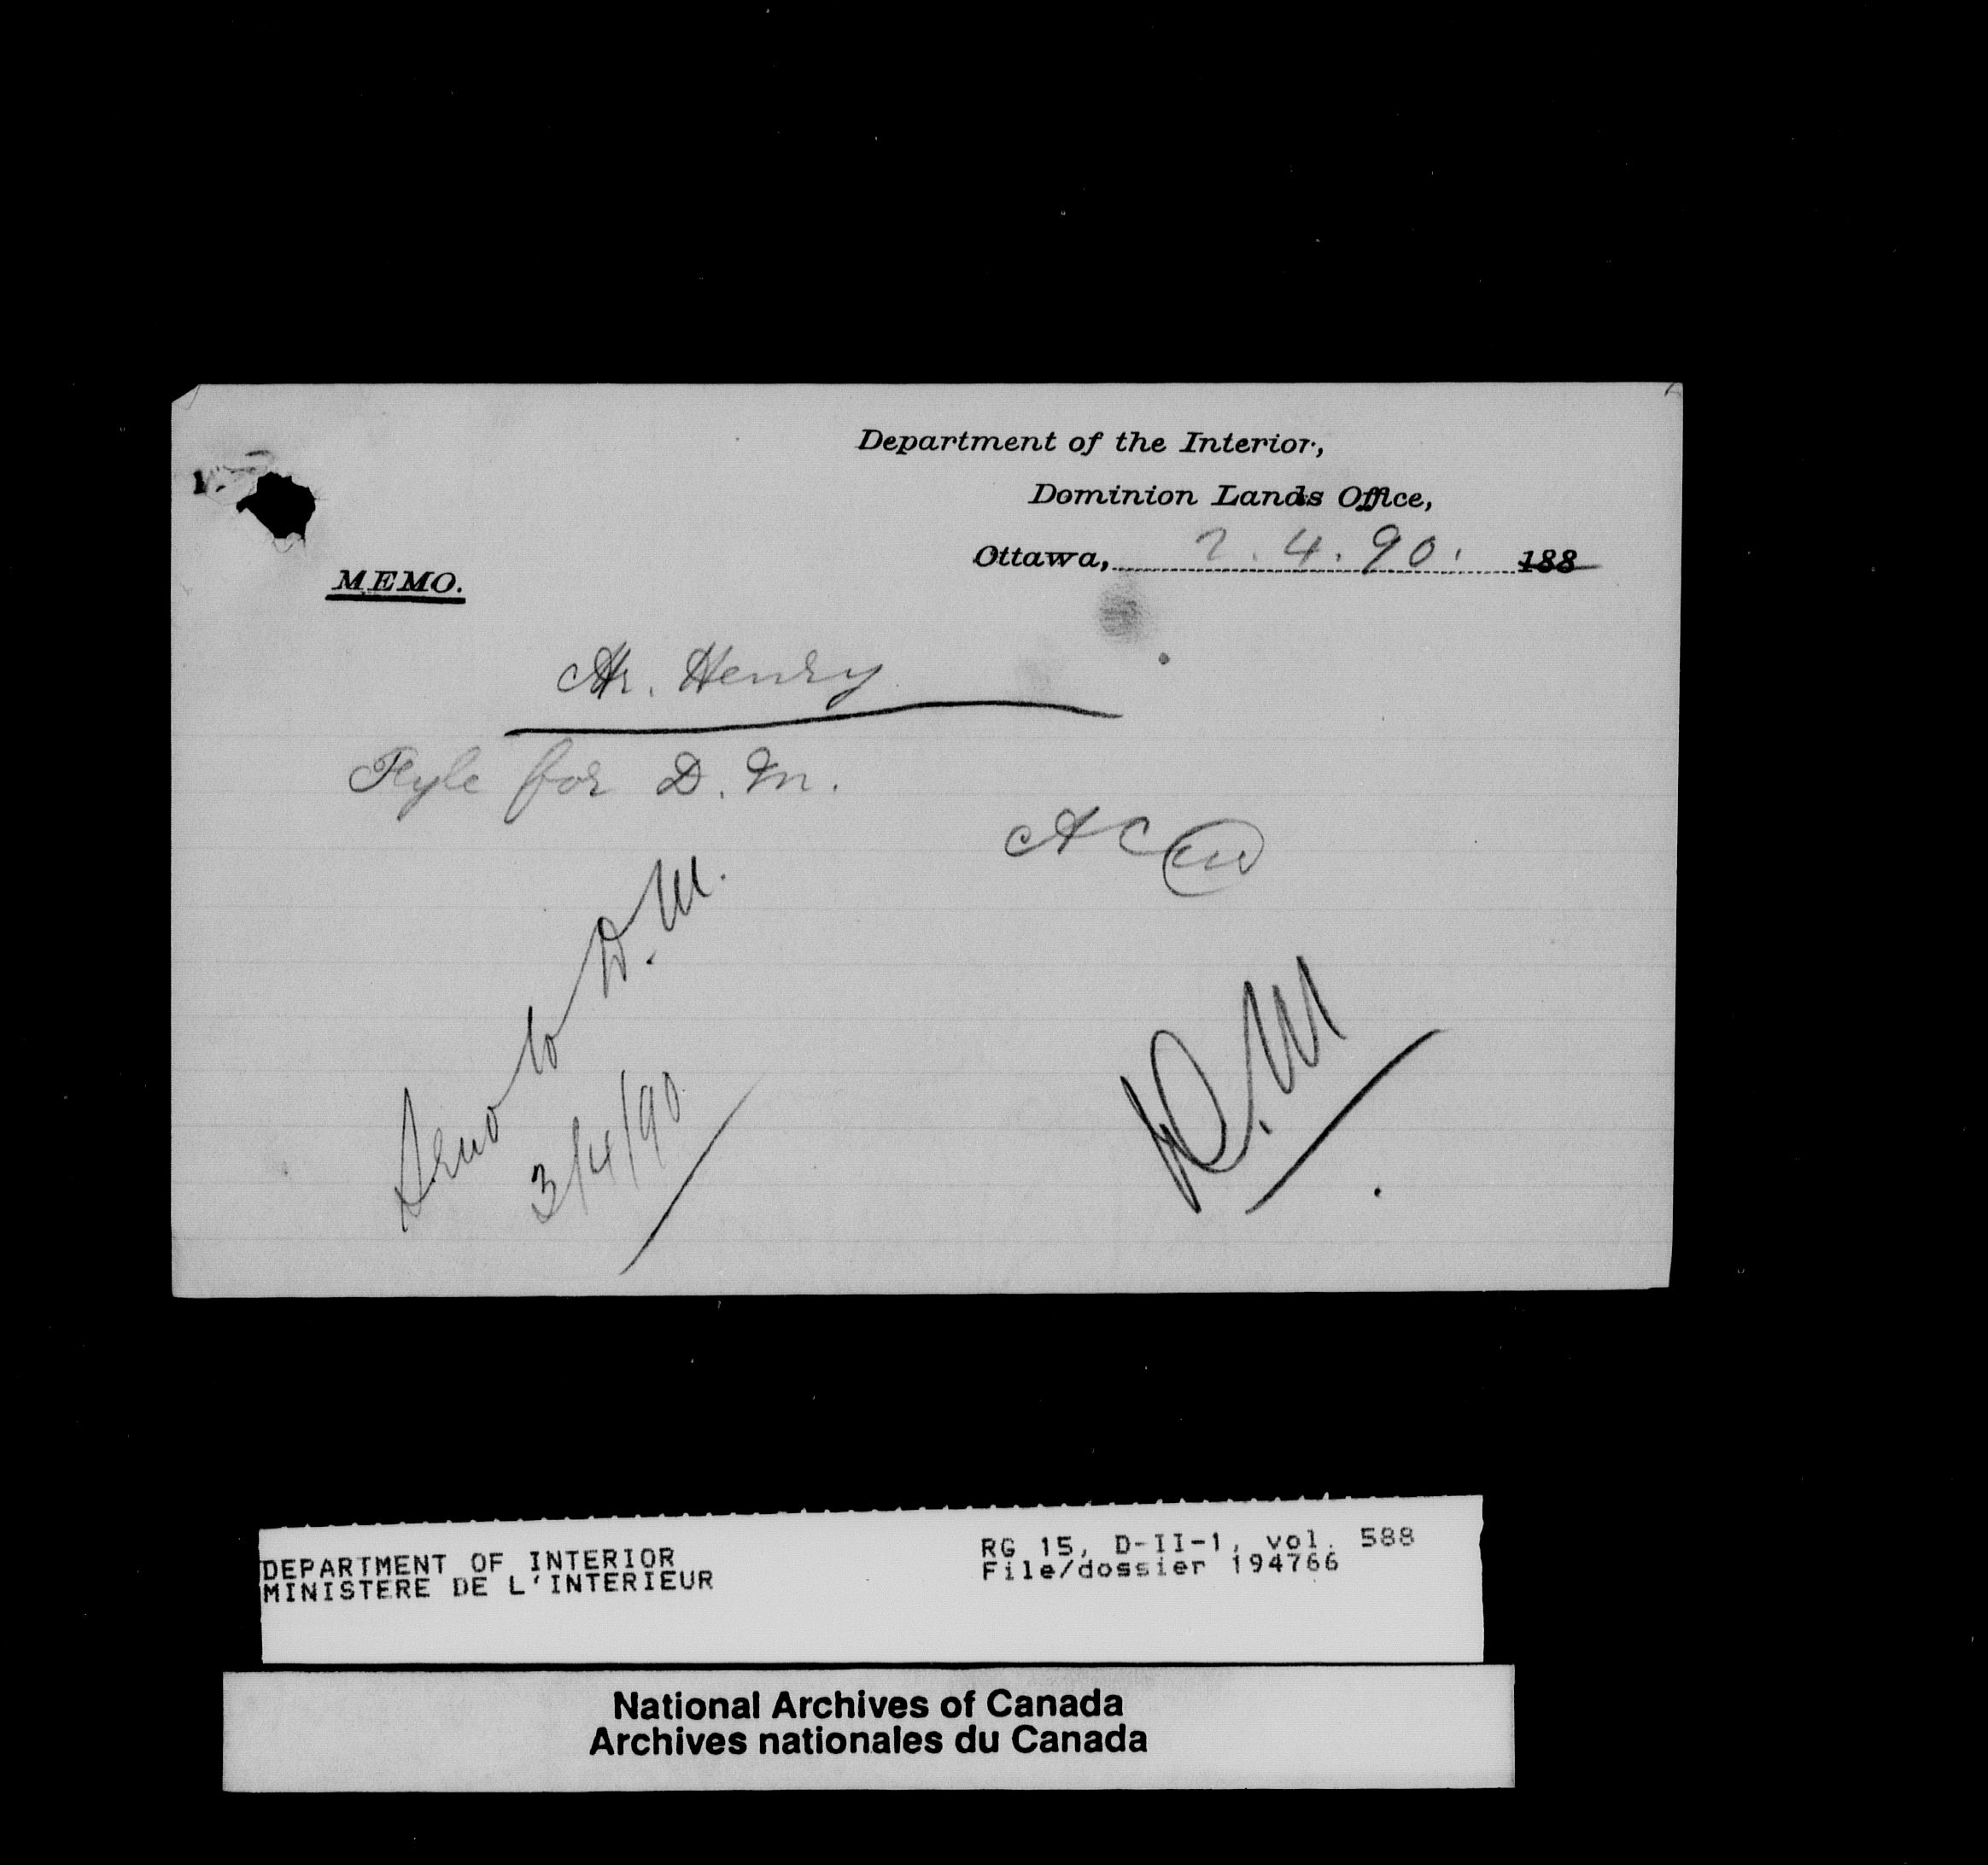 Department of the Interior,
Dominion Lands Office,
Ottawa, 2.4.90. 188
MEMO.
Mr. Henry
Fyle for D.M.
AC
D.M.
to D.M.
3/4/90
DEPARTMENT OF INTERIOR
MINISTERE DE L'INTERIEUR
RG 15, D-II-1, vol. 588
File/dossier 194766
National Archives of Canada
Archives nationales du Canada